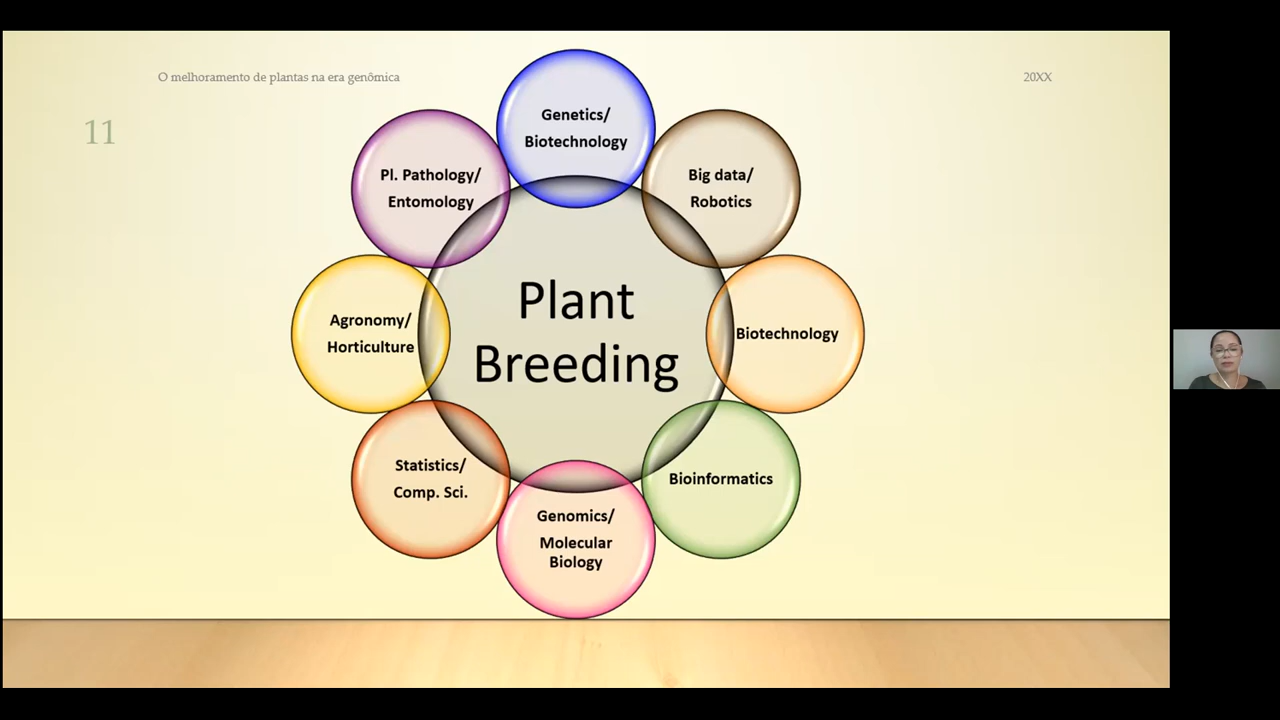 O melhoramento de plantas na era genômica
20XX
11
Genetics/
Biotechnology
Pl. Pathology/
Entomology
Big data/
Robotics
Agronomy/
Horticulture
Plant
Breeding
Biotechnology
Statistics/
Comp. Sci.
Bioinformatics
Genomics/
Molecular
Biology